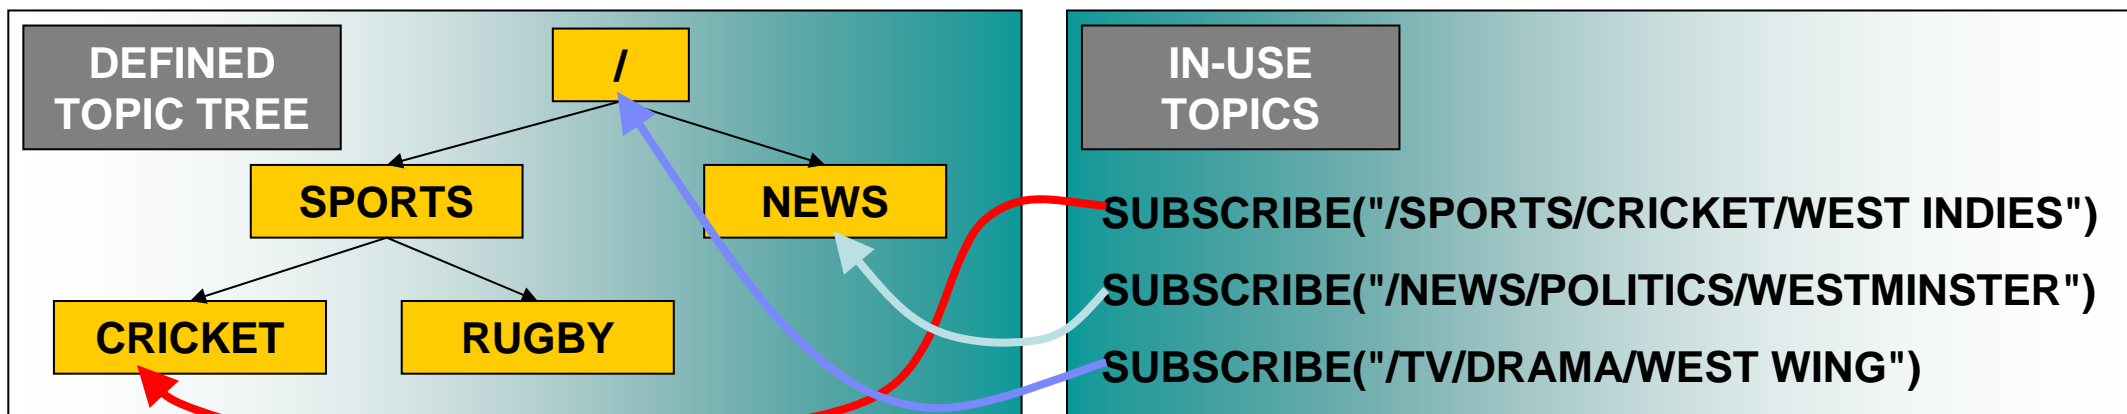 DEFINED
TOPIC TREE
/
SPORTS
NEWS
CRICKET
RUGBY
IN-USE
TOPICS
SUBSCRIBE("/SPORTS/CRICKET/WEST INDIES")
SUBSCRIBE("/NEWS/POLITICS/WESTMINSTER")
SUBSCRIBE("/TV/DRAMA/WEST WING")